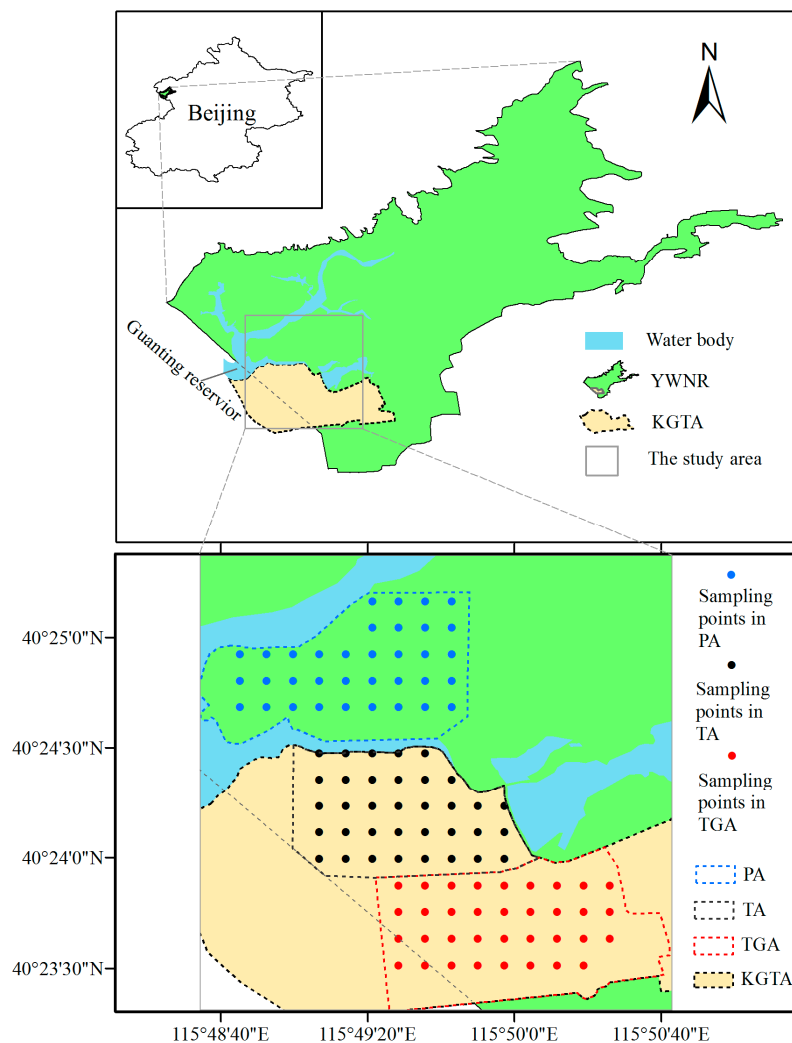 Beijing
N
Guanting reservior
Water body
YWNR
KGTA
The study area
40°25'0"N
40°24'30"N
40°24'0"N
40°23'30"N
115°48'40"E
115°49'20"E
115°50'0"E
115°50'40"E
Sampling
points in
PA
Sampling
points in
TA
Sampling
points in
TGA
PA
TA
TGA
KGTA